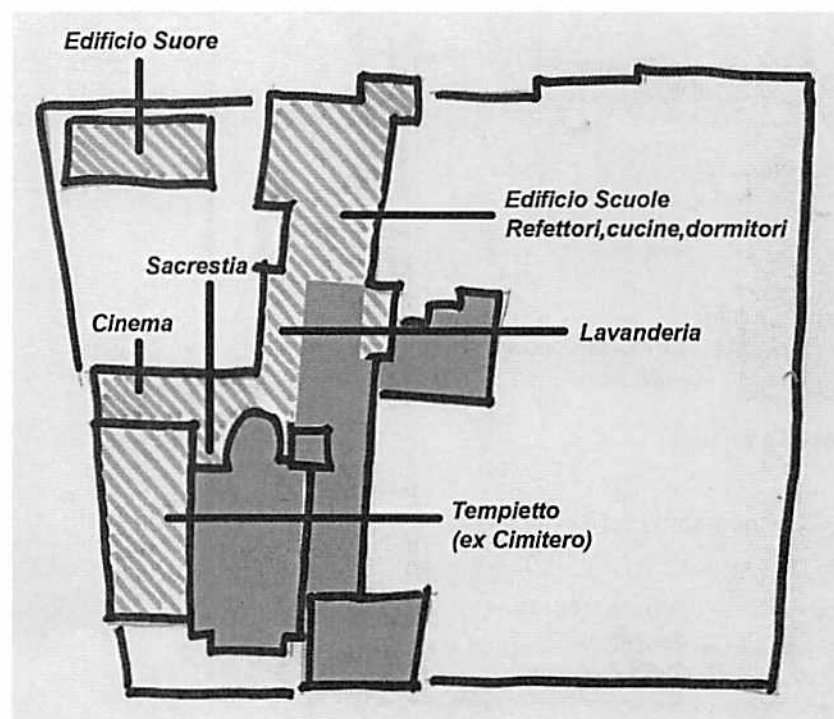 Edificio Suore
Edificio Scuole
Refettori,cucine,dormitori
Sacrestia
Cinema
Lavanderia
Tempietto
(ex Cimitero)